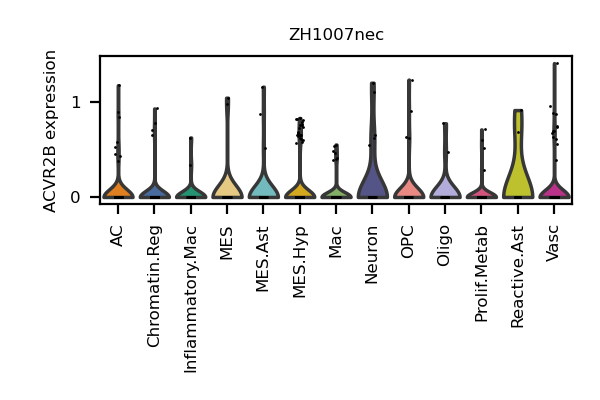 ZH1007nec
ACVR2B expression
1
0
AC
Chromatin.Reg
Inflammatory.Mac
MES
MES.Ast
MES.Hyp
Mac
Neuron
OPC
Oligo
Prolif.Metab
Reactive.Ast
Vasc